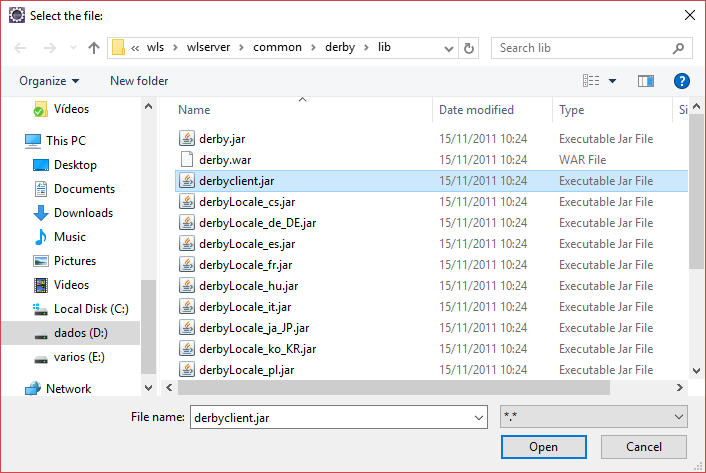 Select the file:
« wls › wlserver › common › derby › lib
Search lib
Organize
New folder
Name
Date modified
Type
Si
Vídeos
This PC
Desktop
Documents
Downloads
Music
Pictures
Videos
Local Disk (C:)
dados (D:)
varios (E:)
Network
derby.jar 15/11/2011 10:24 Executable Jar File
derby.war 15/11/2011 10:24 WAR File
derbyclient.jar 15/11/2011 10:24 Executable Jar File
derbyLocale_cs.jar 15/11/2011 10:24 Executable Jar File
derbyLocale_de_DE.jar 15/11/2011 10:24 Executable Jar File
derbyLocale_es.jar 15/11/2011 10:24 Executable Jar File
derbyLocale_fr.jar 15/11/2011 10:24 Executable Jar File
derbyLocale_hu.jar 15/11/2011 10:24 Executable Jar File
derbyLocale_it.jar 15/11/2011 10:24 Executable Jar File
derbyLocale_ja_JP.jar 15/11/2011 10:24 Executable Jar File
derbyLocale_ko_KR.jar 15/11/2011 10:24 Executable Jar File
derbyLocale_pl.jar 15/11/2011 10:24 Executable Jar File
File name: derbyclient.jar
*.*
Open
Cancel